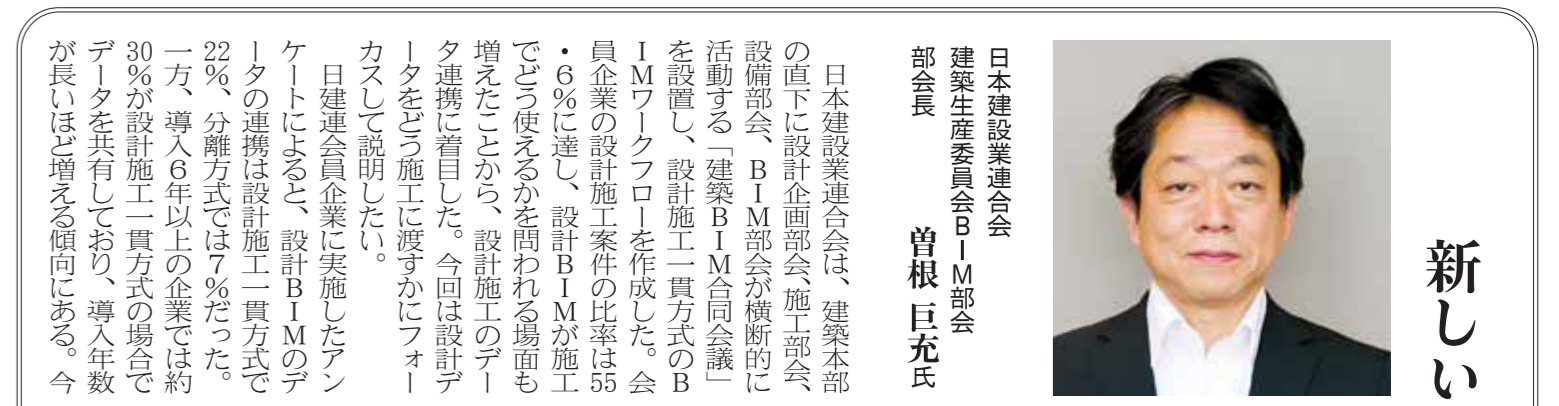 新しい
日本建設業連合会
建築生産委員会BIM部会
部会長　曽根 巨充氏
　日本建設業連合会は、建築本部
の直下に設計企画部会、施工部会、
設備部会、BIM部会が横断的に
活動する「建築BIM合同会議」
を設置し、設計施工一貫方式のB
IMワークフローを作成した。会
員企業の設計施工案件の比率は55
・6％に達し、設計BIMが施工
でどう使えるかを問われる場面も
増えたことから、設計施工のデー
タ連携に着目した。今回は設計デ
ータをどう施工に渡すかにフォー
カスして説明したい。
　日建連会員企業に実施したアン
ケートによると、設計BIMのデ
ータの連携は設計施工一貫方式で
22％、分離方式では7％だった。
一方、導入6年以上の企業では約
30％が設計施工一貫方式の場合で
データを共有しており、導入年数
が長いほど増える傾向にある。今